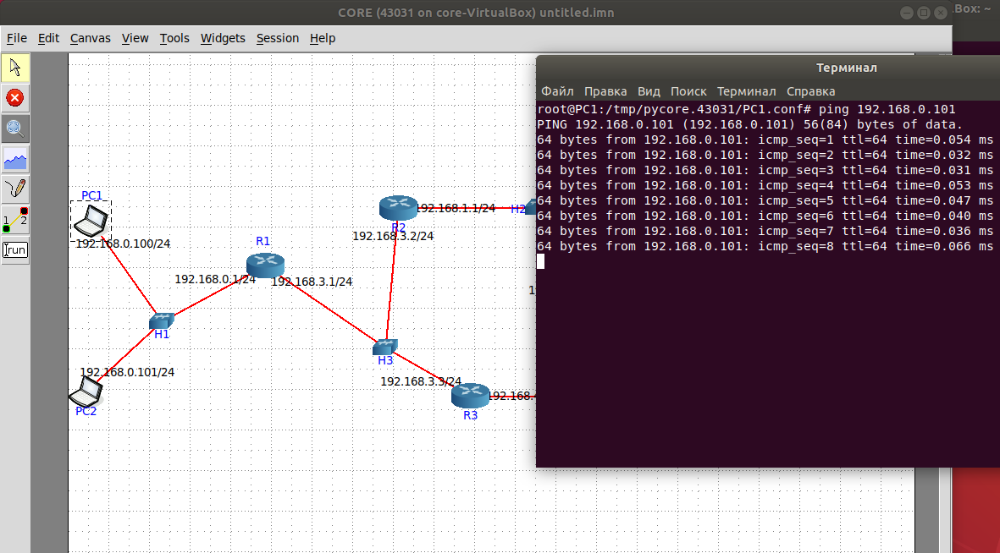 CORE (43031 on core-VirtualBox) untitled.imn
Box: ~
File Edit Canvas View Tools Widgets Session Help
Терминал
Файл Правка Вид Поиск Терминал Справка
root@PC1:/tmp/pycore.43031/PC1.conf# ping 192.168.0.101
PING 192.168.0.101 (192.168.0.101) 56(84) bytes of data.
64 bytes from 192.168.0.101: icmp_seq=1 ttl=64 time=0.054 ms
64 bytes from 192.168.0.101: icmp_seq=2 ttl=64 time=0.032 ms
64 bytes from 192.168.0.101: icmp_seq=3 ttl=64 time=0.031 ms
64 bytes from 192.168.0.101: icmp_seq=4 ttl=64 time=0.053 ms
64 bytes from 192.168.0.101: icmp_seq=5 ttl=64 time=0.047 ms
64 bytes from 192.168.0.101: icmp_seq=6 ttl=64 time=0.040 ms
64 bytes from 192.168.0.101: icmp_seq=7 ttl=64 time=0.036 ms
64 bytes from 192.168.0.101: icmp_seq=8 ttl=64 time=0.066 ms
1 2
run
PC1
192.168.0.100/24
R1
192.168.0.1/24
192.168.3.1/24
R2
192.168.1.1/24
H2
192.168.3.2/24
H1
192.168.0.101/24
PC2
H3
192.168.3.3/24
R3
192.168.